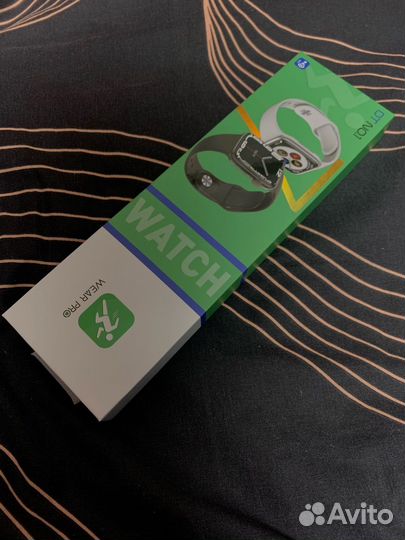 DT NO.1
WATCH
WEAR PRO
Avito